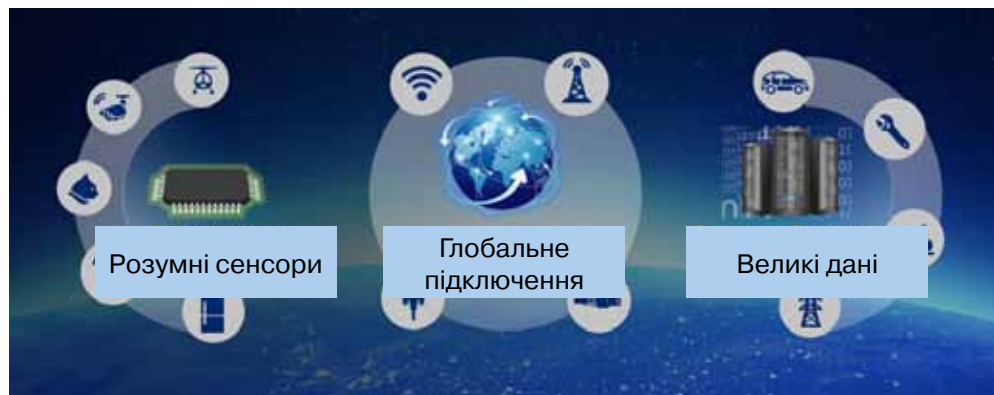 Розумні сенсори
Глобальне
підключення
Великі дані